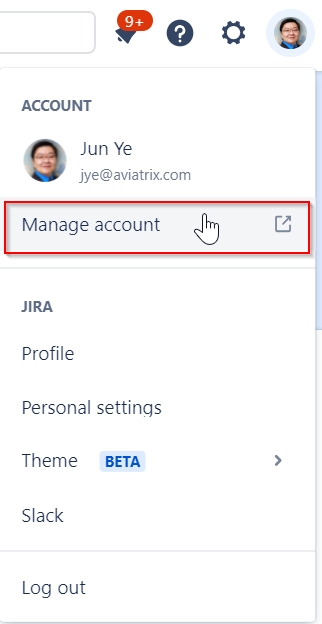 9+
ACCOUNT
Jun Ye
jye@aviatrix.com
Manage account
JIRA
Profile
Personal settings
Theme BETA
Slack
Log out